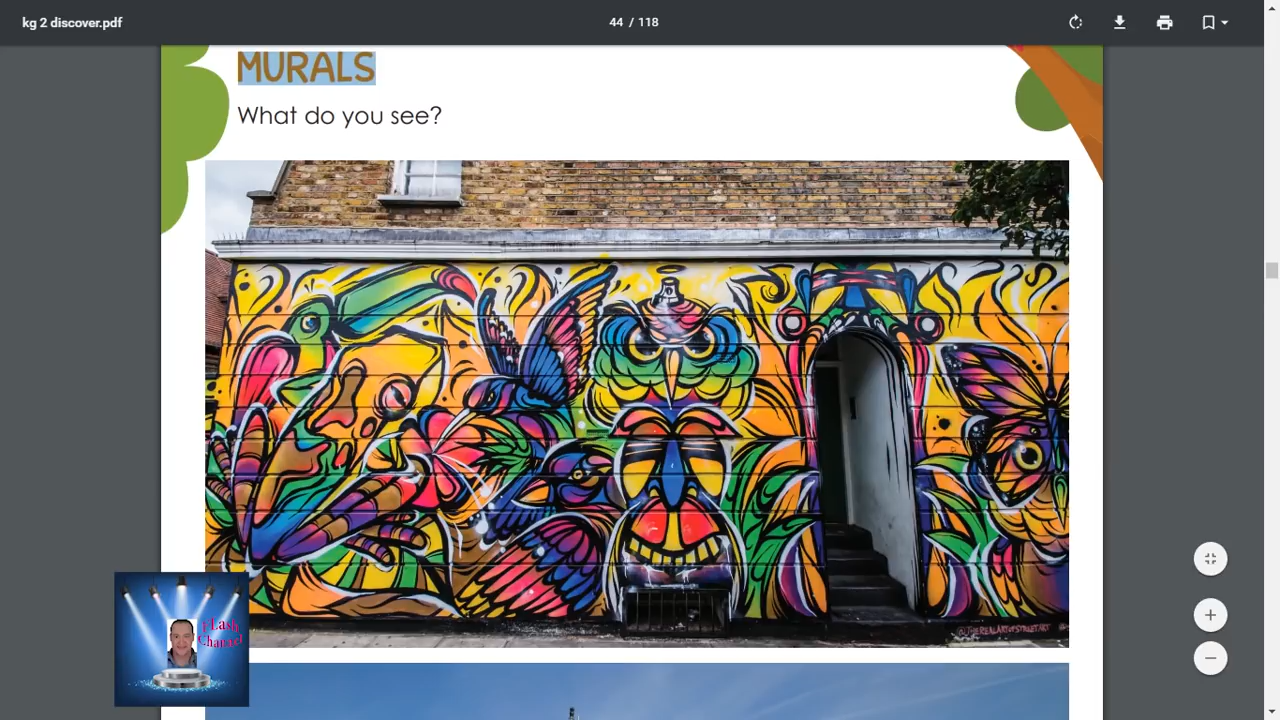 kg 2 discover.pdf
44 / 118
MURALS
What do you see?
@THEREALARTOFSTREETART
FLash
Channel